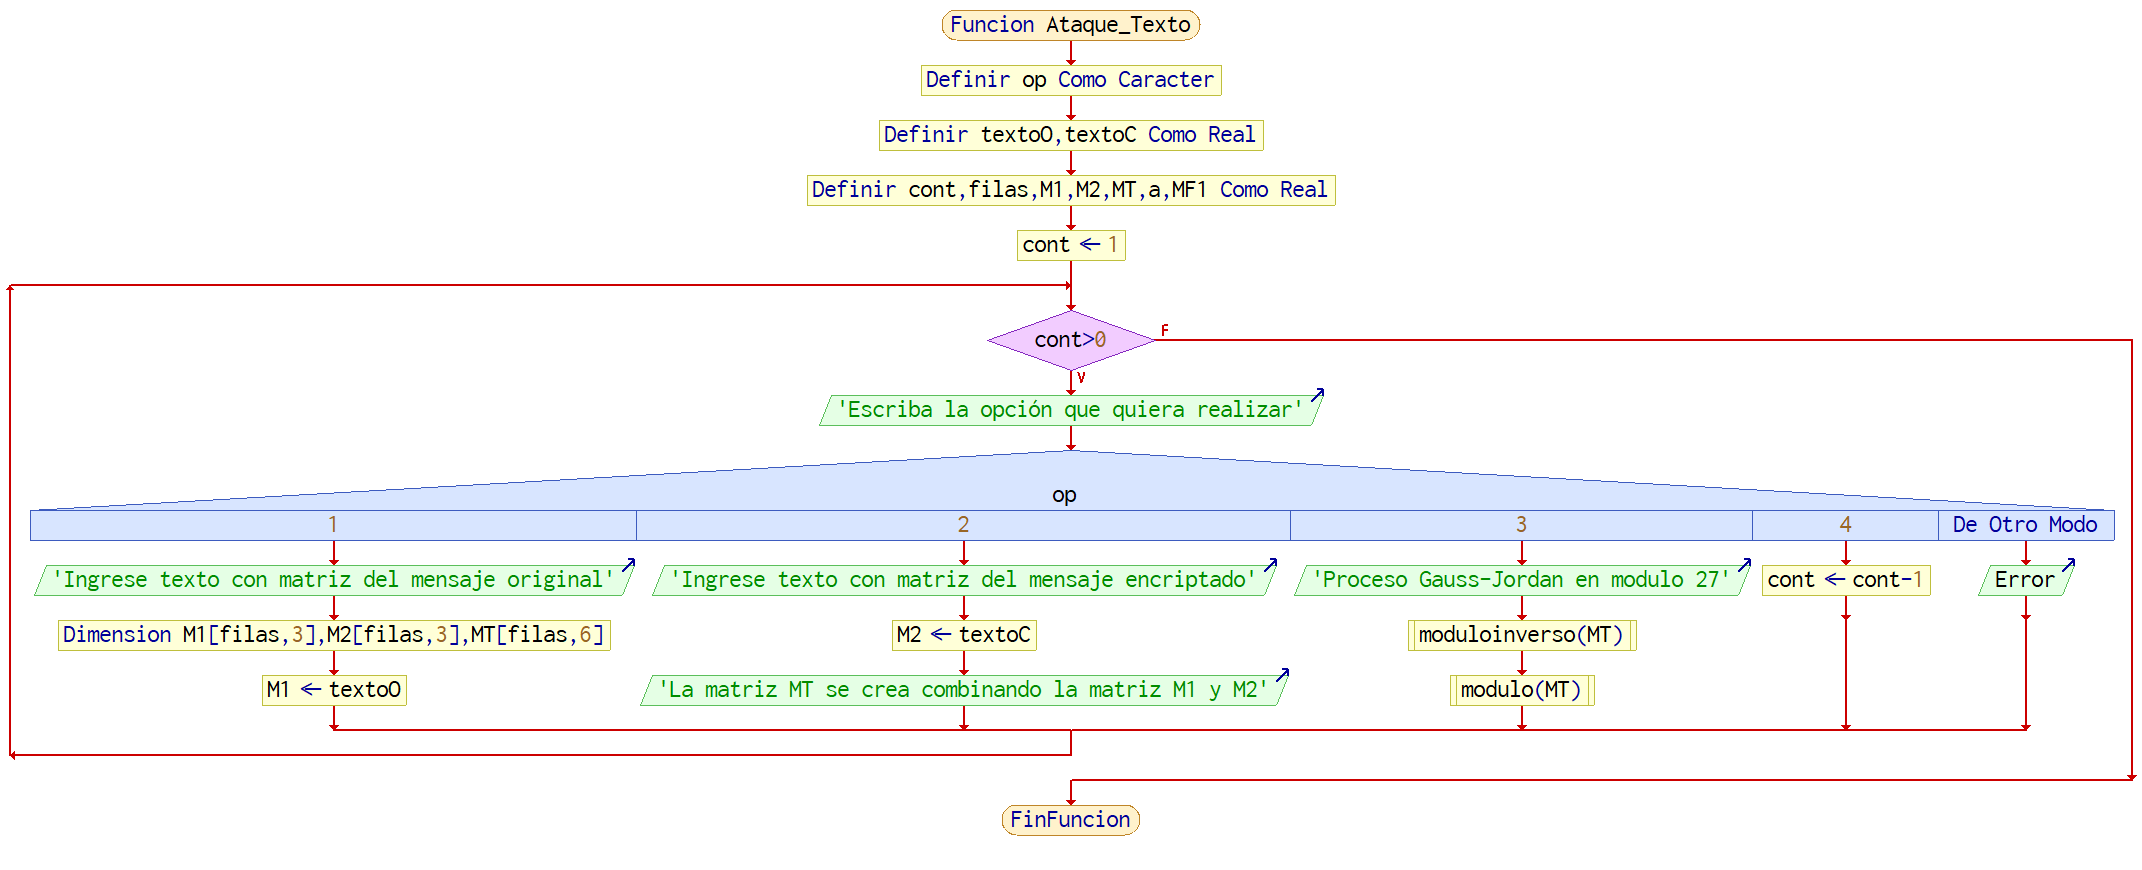 Funcion Ataque_Texto
Definir op Como Caracter
Definir textoO,textoC Como Real
Definir cont,filas,M1,M2,MT,a,MF1 Como Real
cont ← 1
cont>0
F
V
'Escriba la opción que quiera realizar'
op
1
2
3
4
De Otro Modo
'Ingrese texto con matriz del mensaje original'
'Ingrese texto con matriz del mensaje encriptado'
'Proceso Gauss-Jordan en modulo 27'
cont ← cont-1
Error
Dimension M1[filas,3],M2[filas,3],MT[filas,6]
M2 ← textoC
moduloinverso(MT)
M1 ← textoO
'La matriz MT se crea combinando la matriz M1 y M2'
modulo(MT)
FinFuncion